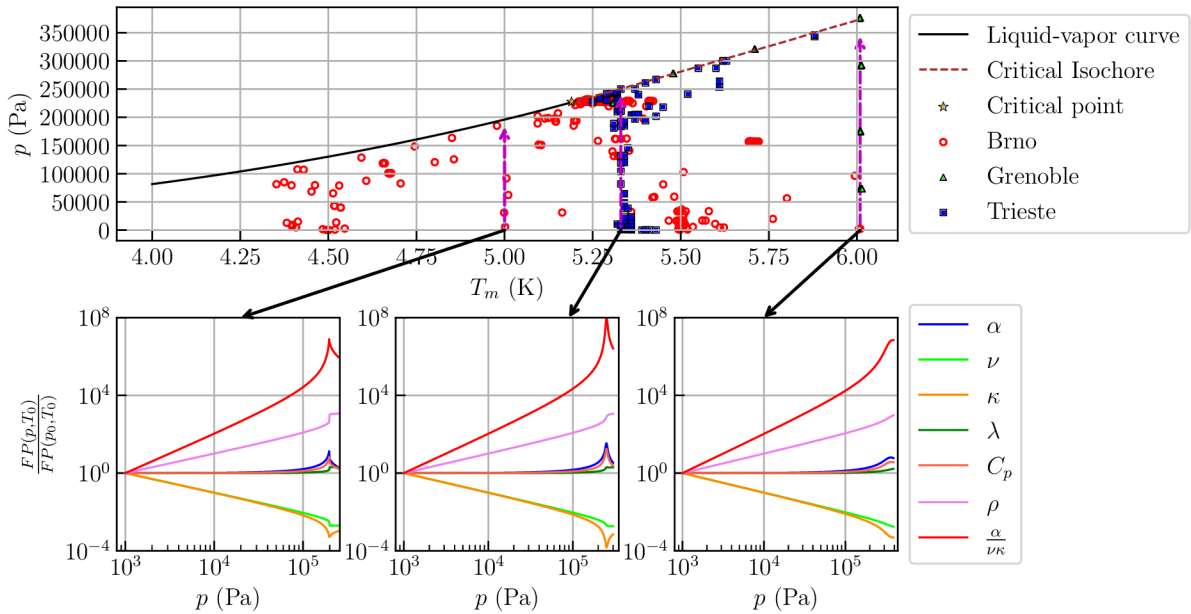 350000
300000
250000
200000
150000
100000
50000
0
p (Pa)
4.00 4.25 4.50 4.75 5.00 5.25 5.50 5.75 6.00
T_m (K)
Liquid-vapor curve
Critical Isochore
Critical point
Brno
Grenoble
Trieste
10^8
10^4
10^0
10^−4
FP(p,T_0)
FP(p_0,T_0)
10^3 10^4 10^5
p (Pa)
10^8
10^4
10^0
10^−4
10^3 10^4 10^5
p (Pa)
10^8
10^4
10^0
10^−4
10^3 10^4 10^5
p (Pa)
α
ν
κ
λ
C_p
ρ
α
νκ